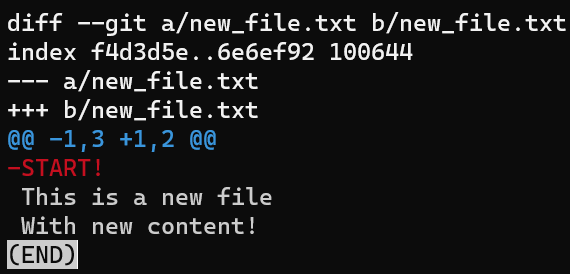 diff --git a/new_file.txt b/new_file.txt
index f4d3d5e..6e6ef92 100644
--- a/new_file.txt
+++ b/new_file.txt
@@ -1,3 +1,2 @@
-START!
 This is a new file
 With new content!
(END)